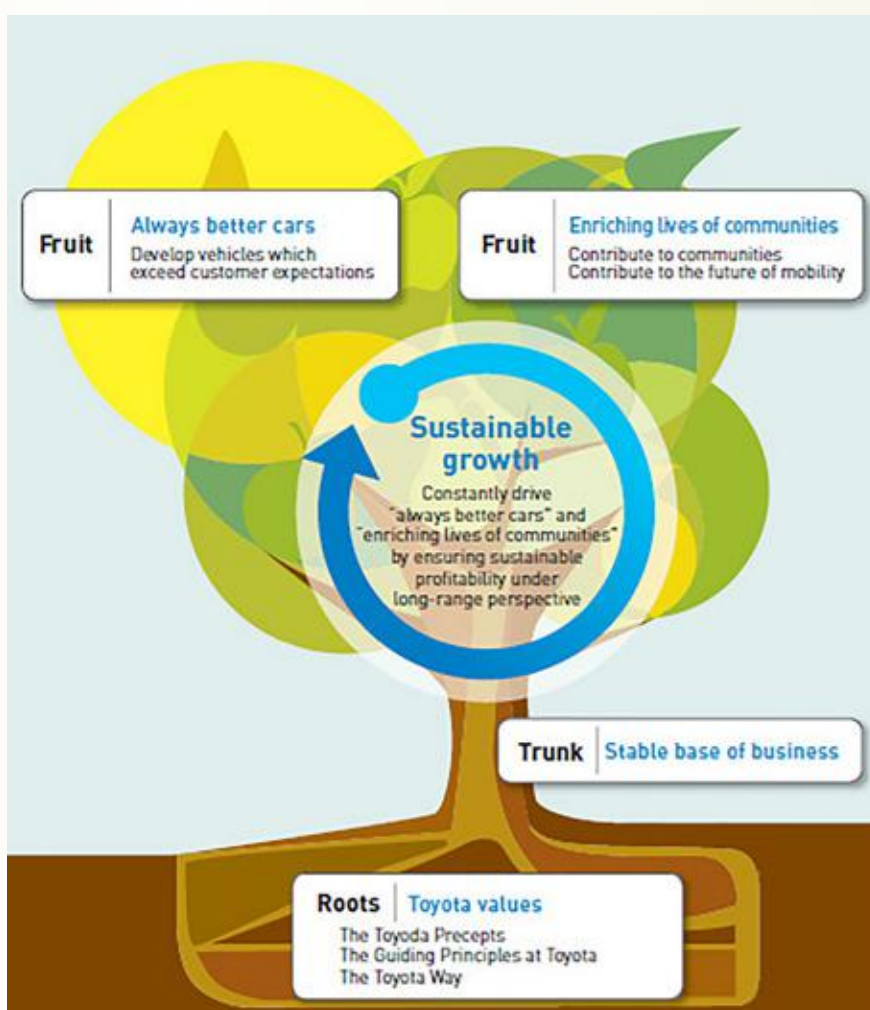 Fruit
Always better cars
Develop vehicles which
exceed customer expectations
Fruit
Enriching lives of communities
Contribute to communities
Contribute to the future of mobility
Sustainable
growth
Constantly drive
"always better cars" and
"enriching lives of communities"
by ensuring sustainable
profitability under
long-range perspective
Trunk
Stable base of business
Roots
Toyota values
The Toyoda Precepts
The Guiding Principles at Toyota
The Toyota Way